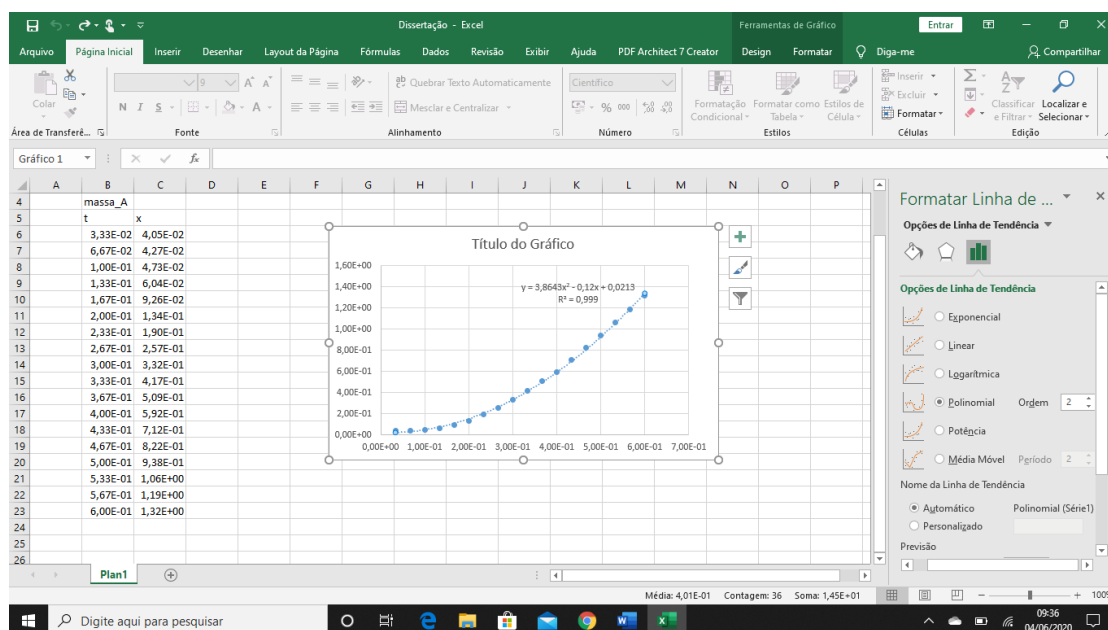 Dissertação - Excel
Ferramentas de Gráfico
Entrar
Arquivo Página Inicial Inserir Desenhar Layout da Página Fórmulas Dados Revisão Exibir Ajuda PDF Architect 7 Creator Design Formatar Diga-me Compartilhar
Colar
N I S
9
A A
A
ab Quebrar Texto Automaticamente
Mesclar e Centralizar
Científico
% 000
Formatação Condicional
Formatar como Tabela
Estilos de Célula
Inserir
Excluir
Formatar
Classificar e Filtrar
Localizar e Selecionar
Área de Transferê... Fonte Alinhamento Número Estilos Células Edição
Gráfico 1 fx
A B C D E F G H I J K L M N O P
4 massa_A
5 t x
6 3,33E-02 4,05E-02
7 6,67E-02 4,27E-02
8 1,00E-01 4,73E-02
9 1,33E-01 6,04E-02
10 1,67E-01 9,26E-02
11 2,00E-01 1,34E-01
12 2,33E-01 1,90E-01
13 2,67E-01 2,57E-01
14 3,00E-01 3,32E-01
15 3,33E-01 4,17E-01
16 3,67E-01 5,09E-01
17 4,00E-01 5,92E-01
18 4,33E-01 7,12E-01
19 4,67E-01 8,22E-01
20 5,00E-01 9,38E-01
21 5,33E-01 1,06E+00
22 5,67E-01 1,19E+00
23 6,00E-01 1,32E+00
24
25
26
Título do Gráfico
y = 3,8643x² - 0,12x + 0,0213
R² = 0,999
1,60E+00
1,40E+00
1,20E+00
1,00E+00
8,00E-01
6,00E-01
4,00E-01
2,00E-01
0,00E+00
0,00E+00 1,00E-01 2,00E-01 3,00E-01 4,00E-01 5,00E-01 6,00E-01 7,00E-01
Formatar Linha de ...
Opções de Linha de Tendência
Opções de Linha de Tendência
Exponencial
Linear
Logarítmica
Polinomial Ordem 2
Potência
Média Móvel Período 2
Nome da Linha de Tendência
Automático Polinomial (Série1)
Personalizado
Previsão
Plan1
Média: 4,01E-01 Contagem: 36 Soma: 1,45E+01 100%
Digite aqui para pesquisar
09:36
04/06/2020